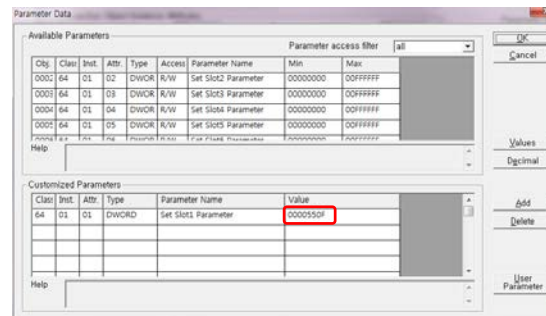 Parameter Data
Available Parameters
Parameter access filter all
Obj. Class Inst. Attr. Type Access Parameter Name Min Max
0002 64 01 02 DWOR R/W Set Slot2 Parameter 00000000 00FFFFFF
0003 64 01 03 DWOR R/W Set Slot3 Parameter 00000000 00FFFFFF
0004 64 01 04 DWOR R/W Set Slot4 Parameter 00000000 00FFFFFF
0005 64 01 05 DWOR R/W Set Slot5 Parameter 00000000 00FFFFFF
Help
Customized Parameters
Class Inst. Attr. Type Parameter Name Value
64 01 01 DWORD Set Slot1 Parameter 0000550F
Help
OK
Cancel
Values
Decimal
Add
Delete
User
Parameter